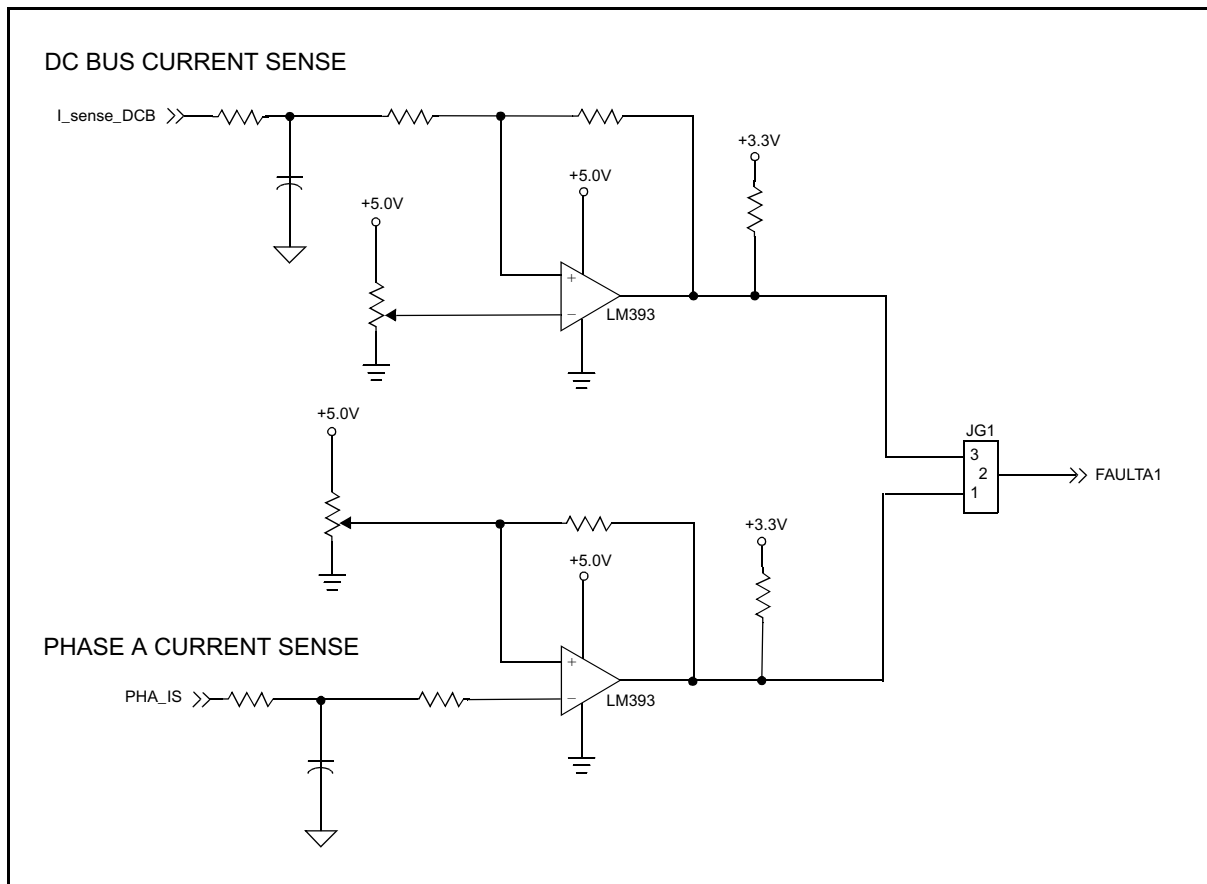 DC BUS CURRENT SENSE
I_sense_DCB
+3.3V
+5.0V
+5.0V
+
−
LM393
+5.0V
JG1
3
2
1
FAULTA1
+3.3V
+5.0V
PHASE A CURRENT SENSE
+
−
LM393
PHA_IS